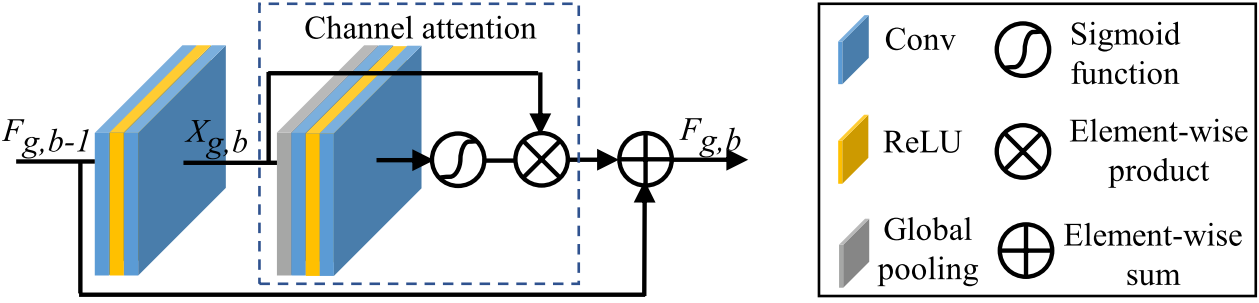 Channel attention
F_{g,b-1}
X_{g,b}
F_{g,b}
Conv
Sigmoid
function
ReLU
Element-wise
product
Global
pooling
Element-wise
sum